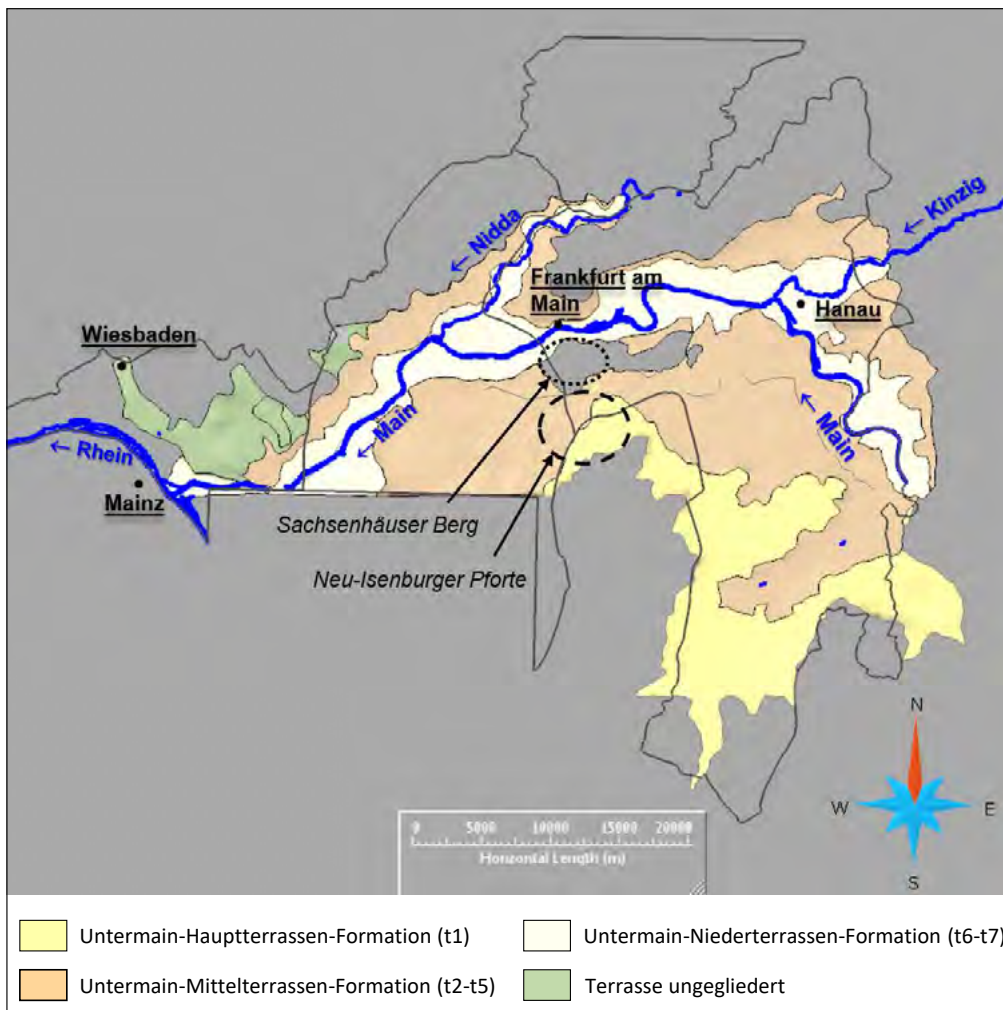 ← Nidda
← Kinzig
Frankfurt am
Main
Hanau
Wiesbaden
← Main
← Main
← Rhein
Mainz
Sachsenhäuser Berg
Neu-Isenburger Pforte
N
W E
S
0 5000 10000 15000 20000
Horizontal Length (m)
Untermain-Hauptterrassen-Formation (t1)
Untermain-Niederterrassen-Formation (t6-t7)
Untermain-Mittelterrassen-Formation (t2-t5)
Terrasse ungegliedert